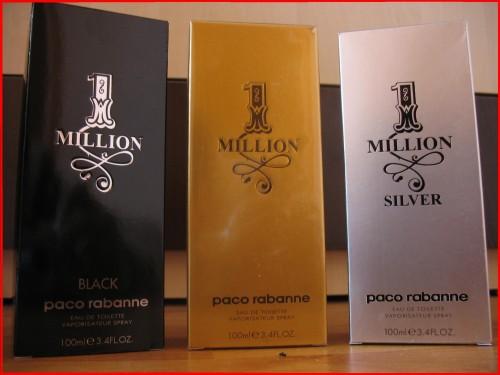 1
MILLION
BLACK
paco rabanne
EAU DE TOILETTE
VAPORISATEUR SPRAY
100ml e 3.4FL.OZ.
1
MILLION
paco rabanne
EAU DE TOILETTE
VAPORISATEUR SPRAY
100ml e 3.4FL.OZ.
1
MILLION
SILVER
paco rabanne
EAU DE TOILETTE
VAPORISATEUR SPRAY
100ml e 3.4FL.OZ.